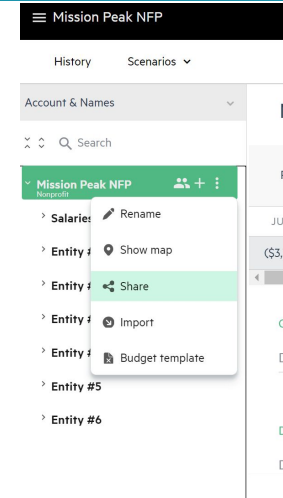 Mission Peak NFP
History Scenarios
Account & Names
Search
Mission Peak NFP
Nonprofit
Salaries
Rename
Entity #
Show map
Entity #
Share
Entity #
Import
Entity #
Budget template
Entity #5
Entity #6
JU
($3,